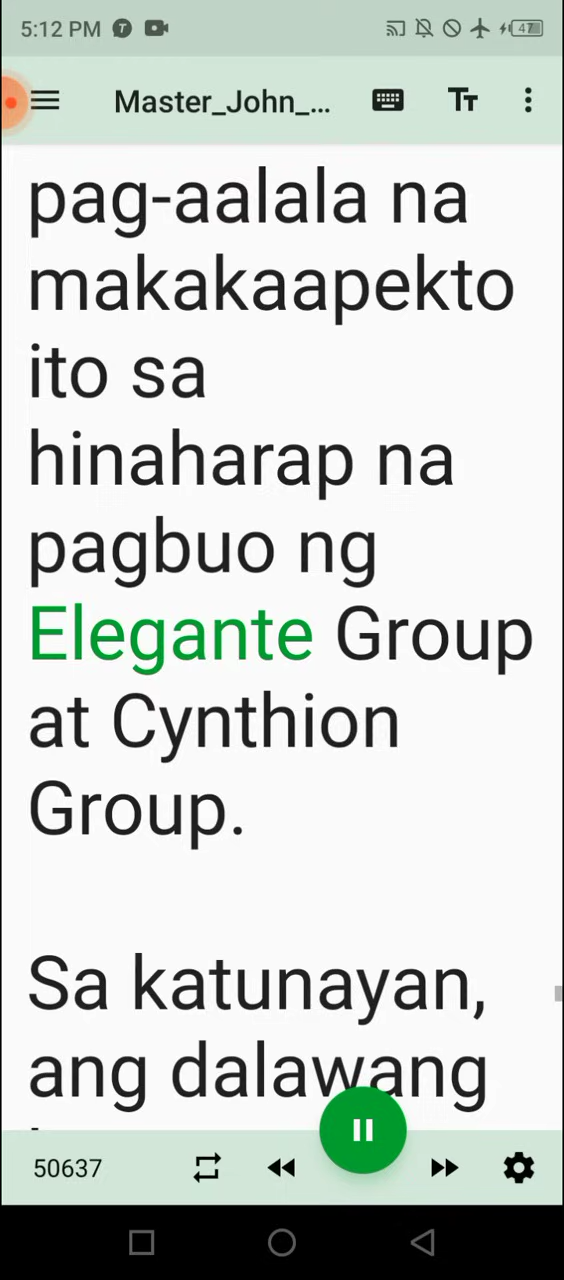 5:12 PM
47
Master_John_...
pag-aalala na
makakaapekto
ito sa
hinaharap na
pagbuo ng
Elegante Group
at Cynthion
Group.
Sa katunayan,
ang dalawang
50637